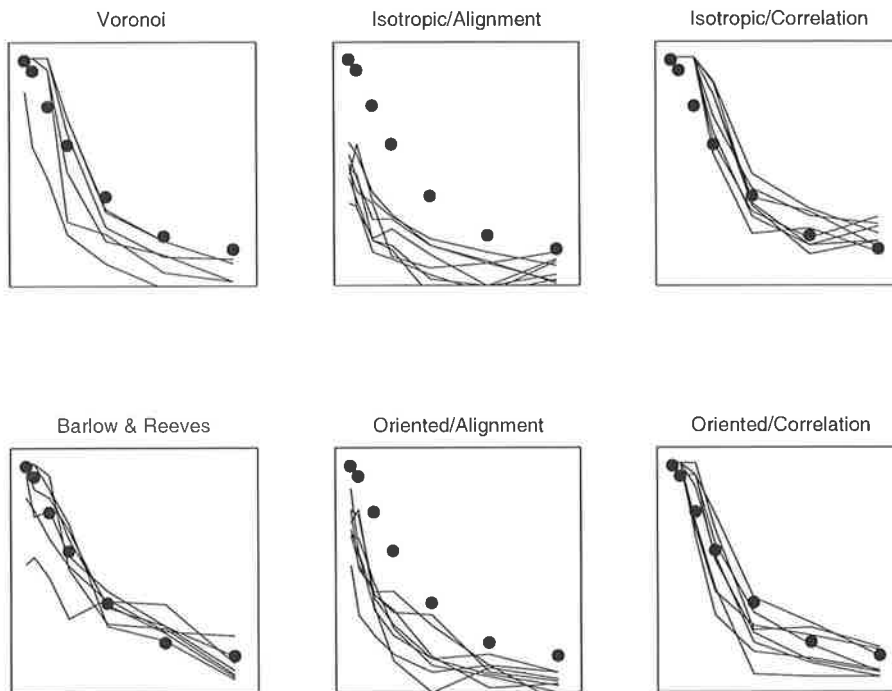 Voronoi
Isotropic/Alignment
Isotropic/Correlation
Barlow & Reeves
Oriented/Alignment
Oriented/Correlation